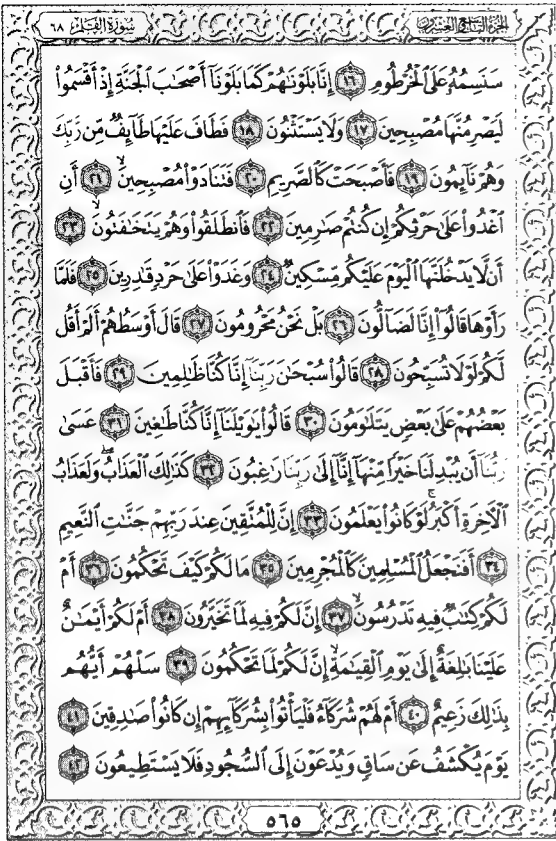 الجزء التاسع والعشرون سورة القلم ٦٨
سَنَسِمُهُۥ عَلَى ٱلْخُرْطُومِ ١٦ إِنَّا بَلَوْنَٰهُمْ كَمَا بَلَوْنَآ أَصْحَٰبَ ٱلْجَنَّةِ إِذْ أَقْسَمُوا۟
لَيَصْرِمُنَّهَا مُصْبِحِينَ ١٧ وَلَا يَسْتَثْنُونَ ١٨ فَطَافَ عَلَيْهَا طَآئِفٌ مِّن رَّبِّكَ
وَهُمْ نَآئِمُونَ ١٩ فَأَصْبَحَتْ كَٱلصَّرِيمِ ٢٠ فَتَنَادَوْا۟ مُصْبِحِينَ ٢١ أَنِ
ٱغْدُوا۟ عَلَىٰ حَرْثِكُمْ إِن كُنتُمْ صَٰرِمِينَ ٢٢ فَٱنطَلَقُوا۟ وَهُمْ يَتَخَٰفَتُونَ ٢٣
أَن لَّا يَدْخُلَنَّهَا ٱلْيَوْمَ عَلَيْكُم مِّسْكِينٌ ٢٤ وَغَدَوْا۟ عَلَىٰ حَرْدٍ قَٰدِرِينَ ٢٥ فَلَمَّا
رَأَوْهَا قَالُوٓا۟ إِنَّا لَضَآلُّونَ ٢٦ بَلْ نَحْنُ مَحْرُومُونَ ٢٧ قَالَ أَوْسَطُهُمْ أَلَمْ أَقُل
لَّكُمْ لَوْلَا تُسَبِّحُونَ ٢٨ قَالُوا۟ سُبْحَٰنَ رَبِّنَآ إِنَّا كُنَّا ظَٰلِمِينَ ٢٩ فَأَقْبَلَ
بَعْضُهُمْ عَلَىٰ بَعْضٍ يَتَلَٰوَمُونَ ٣٠ قَالُوا۟ يَٰوَيْلَنَآ إِنَّا كُنَّا طَٰغِينَ ٣١ عَسَىٰ
رَبُّنَآ أَن يُبْدِلَنَا خَيْرًا مِّنْهَآ إِنَّآ إِلَىٰ رَبِّنَا رَٰغِبُونَ ٣٢ كَذَٰلِكَ ٱلْعَذَابُ ۖ وَلَعَذَابُ
ٱلْءَاخِرَةِ أَكْبَرُ ۚ لَوْ كَانُوا۟ يَعْلَمُونَ ٣٣ إِنَّ لِلْمُتَّقِينَ عِندَ رَبِّهِمْ جَنَّٰتِ ٱلنَّعِيمِ
٣٤ أَفَنَجْعَلُ ٱلْمُسْلِمِينَ كَٱلْمُجْرِمِينَ ٣٥ مَا لَكُمْ كَيْفَ تَحْكُمُونَ ٣٦ أَمْ
لَكُمْ كِتَٰبٌ فِيهِ تَدْرُسُونَ ٣٧ إِنَّ لَكُمْ فِيهِ لَمَا تَخَيَّرُونَ ٣٨ أَمْ لَكُمْ أَيْمَٰنٌ
عَلَيْنَا بَٰلِغَةٌ إِلَىٰ يَوْمِ ٱلْقِيَٰمَةِ ۙ إِنَّ لَكُمْ لَمَا تَحْكُمُونَ ٣٩ سَلْهُمْ أَيُّهُم
بِذَٰلِكَ زَعِيمٌ ٤٠ أَمْ لَهُمْ شُرَكَآءُ فَلْيَأْتُوا۟ بِشُرَكَآئِهِمْ إِن كَانُوا۟ صَٰدِقِينَ ٤١
يَوْمَ يُكْشَفُ عَن سَاقٍ وَيُدْعَوْنَ إِلَى ٱلسُّجُودِ فَلَا يَسْتَطِيعُونَ ٤٢
٥٦٥